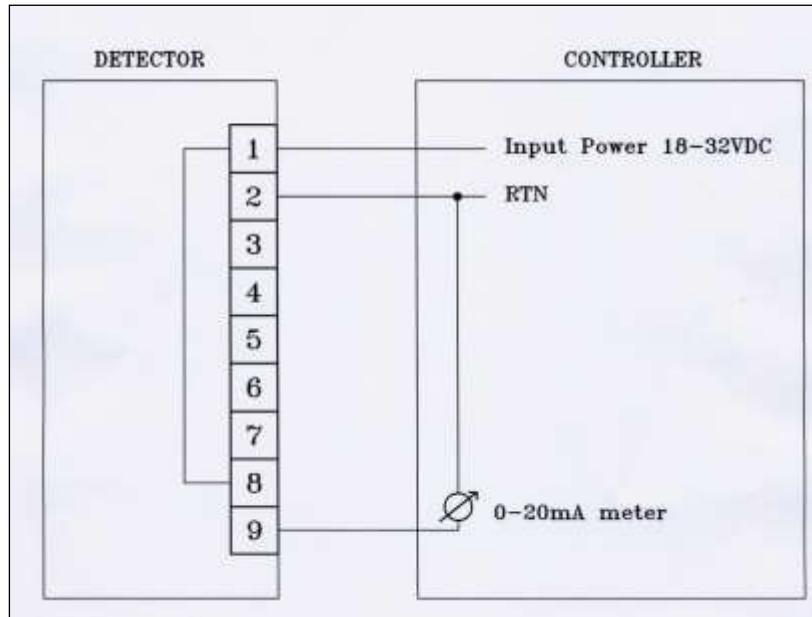 DETECTOR
CONTROLLER
1
Input Power 18-32VDC
2
RTN
3
4
5
6
7
8
9
0-20mA meter